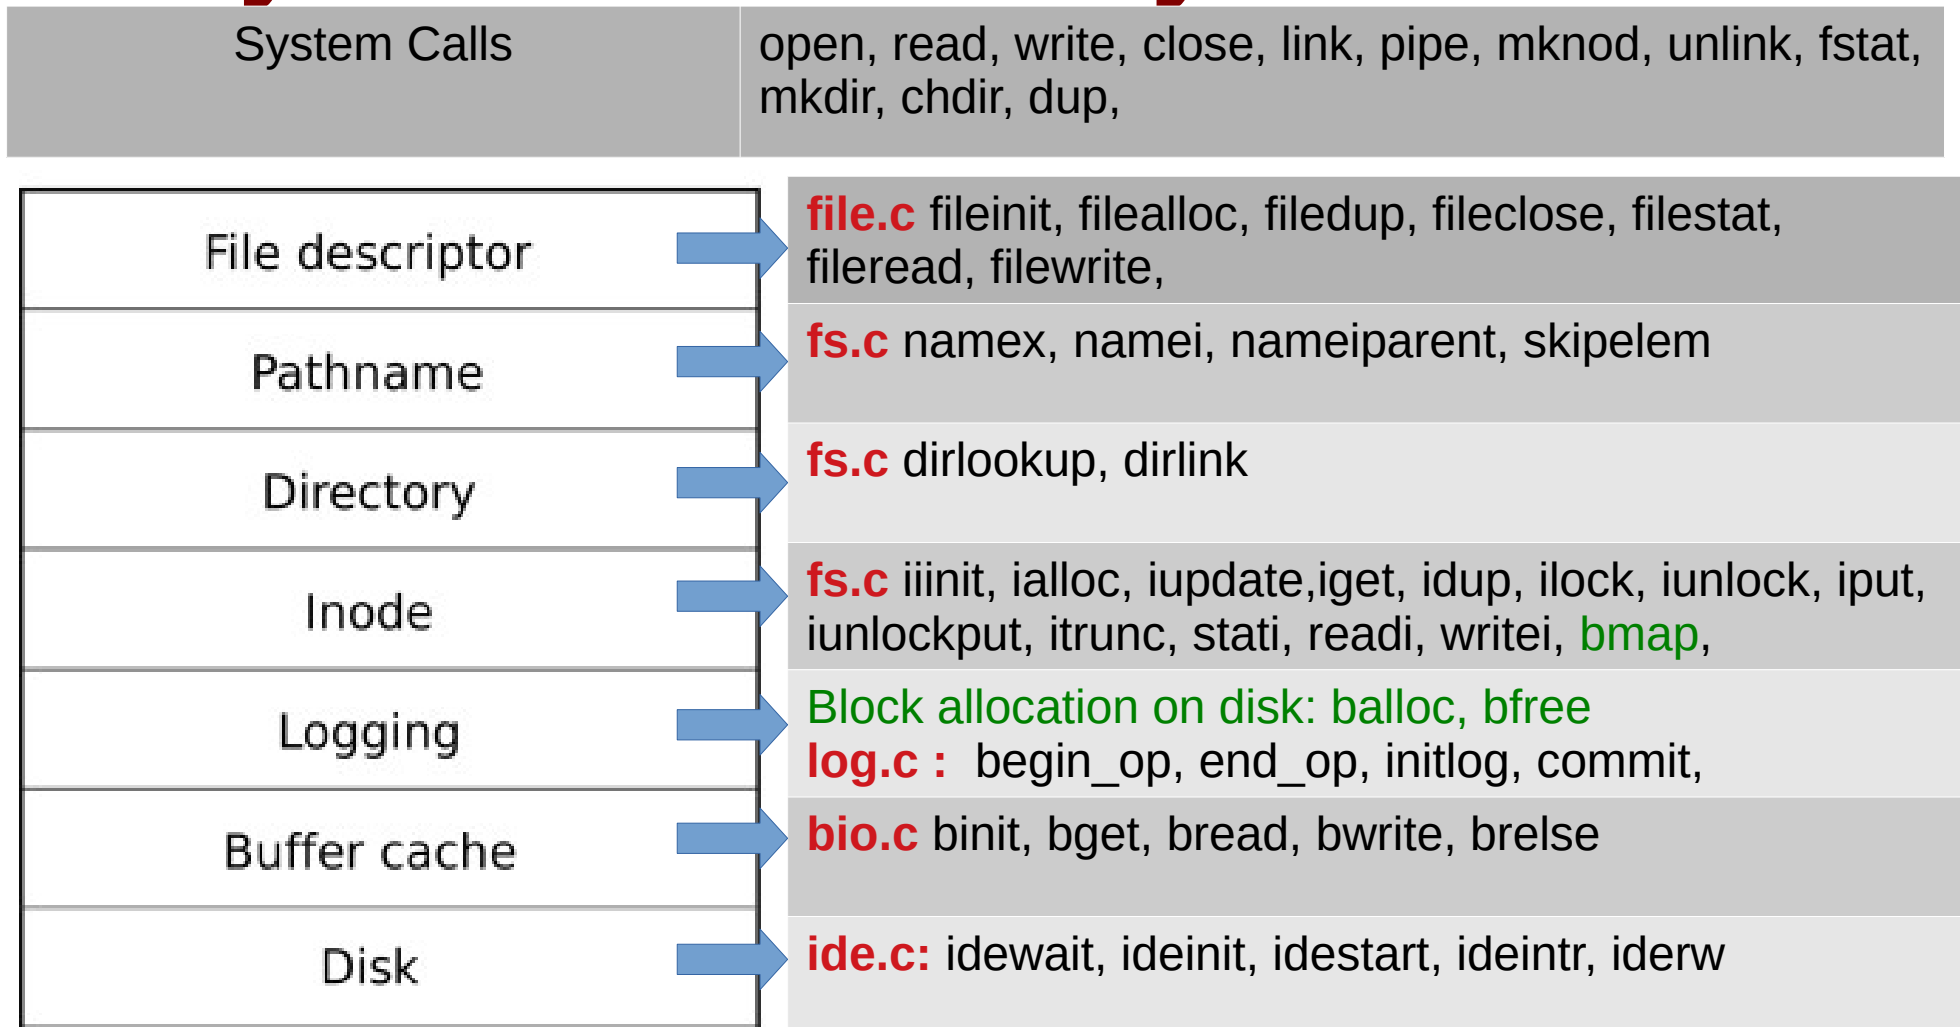 System Calls
open, read, write, close, link, pipe, mknod, unlink, fstat,
mkdir, chdir, dup,
File descriptor
file.c fileinit, filealloc, filedup, fileclose, filestat,
fileread, filewrite,
Pathname
fs.c namex, namei, nameiparent, skipelem
Directory
fs.c dirlookup, dirlink
Inode
fs.c iiinit, ialloc, iupdate,iget, idup, ilock, iunlock, iput,
iunlockput, itrunc, stati, readi, writei, bmap,
Logging
Block allocation on disk: balloc, bfree
log.c : begin_op, end_op, initlog, commit,
Buffer cache
bio.c binit, bget, bread, bwrite, brelse
Disk
ide.c: idewait, ideinit, idestart, ideintr, iderw